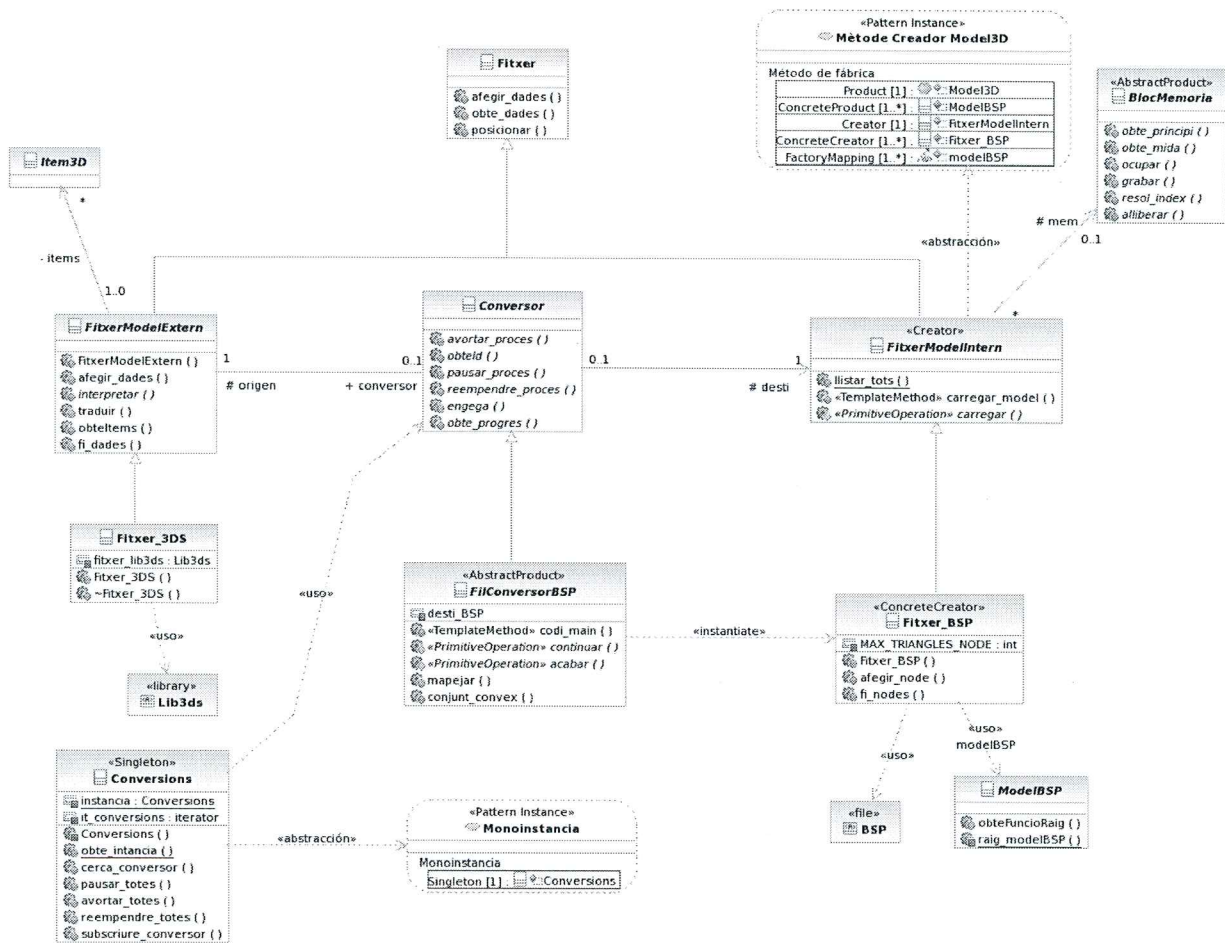 «Pattern Instance»
Mètode Creador Model3D
Método de fábrica
Product [1] : Model3D
ConcreteProduct [1..*] : ModelBSP
Creator [1] : FitxerModelIntern
ConcreteCreator [1..*] : Fitxer_BSP
FactoryMapping [1..*] : modelBSP
Fitxer
afegir_dades ( )
obte_dades ( )
posicionar ( )
«AbstractProduct»
BlocMemoria
obte_principi ( )
obte_mida ( )
ocupar ( )
grabar ( )
resol_index ( )
alliberar ( )
Item3D
*
- items
1..0
«abstracción»
# mem
0..1
*
FitxerModelExtern
FitxerModelExtern ( )
afegir_dades ( )
interpretar ( )
traduir ( )
obteItems ( )
fi_dades ( )
1
# origen
0..1
+ conversor
Conversor
avortar_proces ( )
obteId ( )
pausar_proces ( )
reempendre_proces ( )
engega ( )
obte_progres ( )
0..1
1
# desti
«Creator»
FitxerModelIntern
llistar_tots ( )
«TemplateMethod» carregar_model ( )
«PrimitiveOperation» carregar ( )
Fitxer_3DS
fitxer_lib3ds : Lib3ds
Fitxer_3DS ( )
~Fitxer_3DS ( )
«uso»
«library»
Lib3ds
«uso»
«AbstractProduct»
FilConversorBSP
desti_BSP
«TemplateMethod» codi_main ( )
«PrimitiveOperation» continuar ( )
«PrimitiveOperation» acabar ( )
mapejar ( )
conjunt_convex ( )
«instantiate»
«ConcreteCreator»
Fitxer_BSP
MAX_TRIANGLES_NODE : int
Fitxer_BSP ( )
afegir_node ( )
fi_nodes ( )
«uso»
«uso»
modelBSP
«file»
BSP
ModelBSP
obteFuncioRaig ( )
raig_modelBSP ( )
«Singleton»
Conversions
instancia : Conversions
it_conversions : iterator
Conversions ( )
obte_intancia ( )
cerca_conversor ( )
pausar_totes ( )
avortar_totes ( )
reempendre_totes ( )
subscriure_conversor ( )
«abstracción»
«Pattern Instance»
Monoinstancia
Monoinstancia
Singleton [1] : Conversions